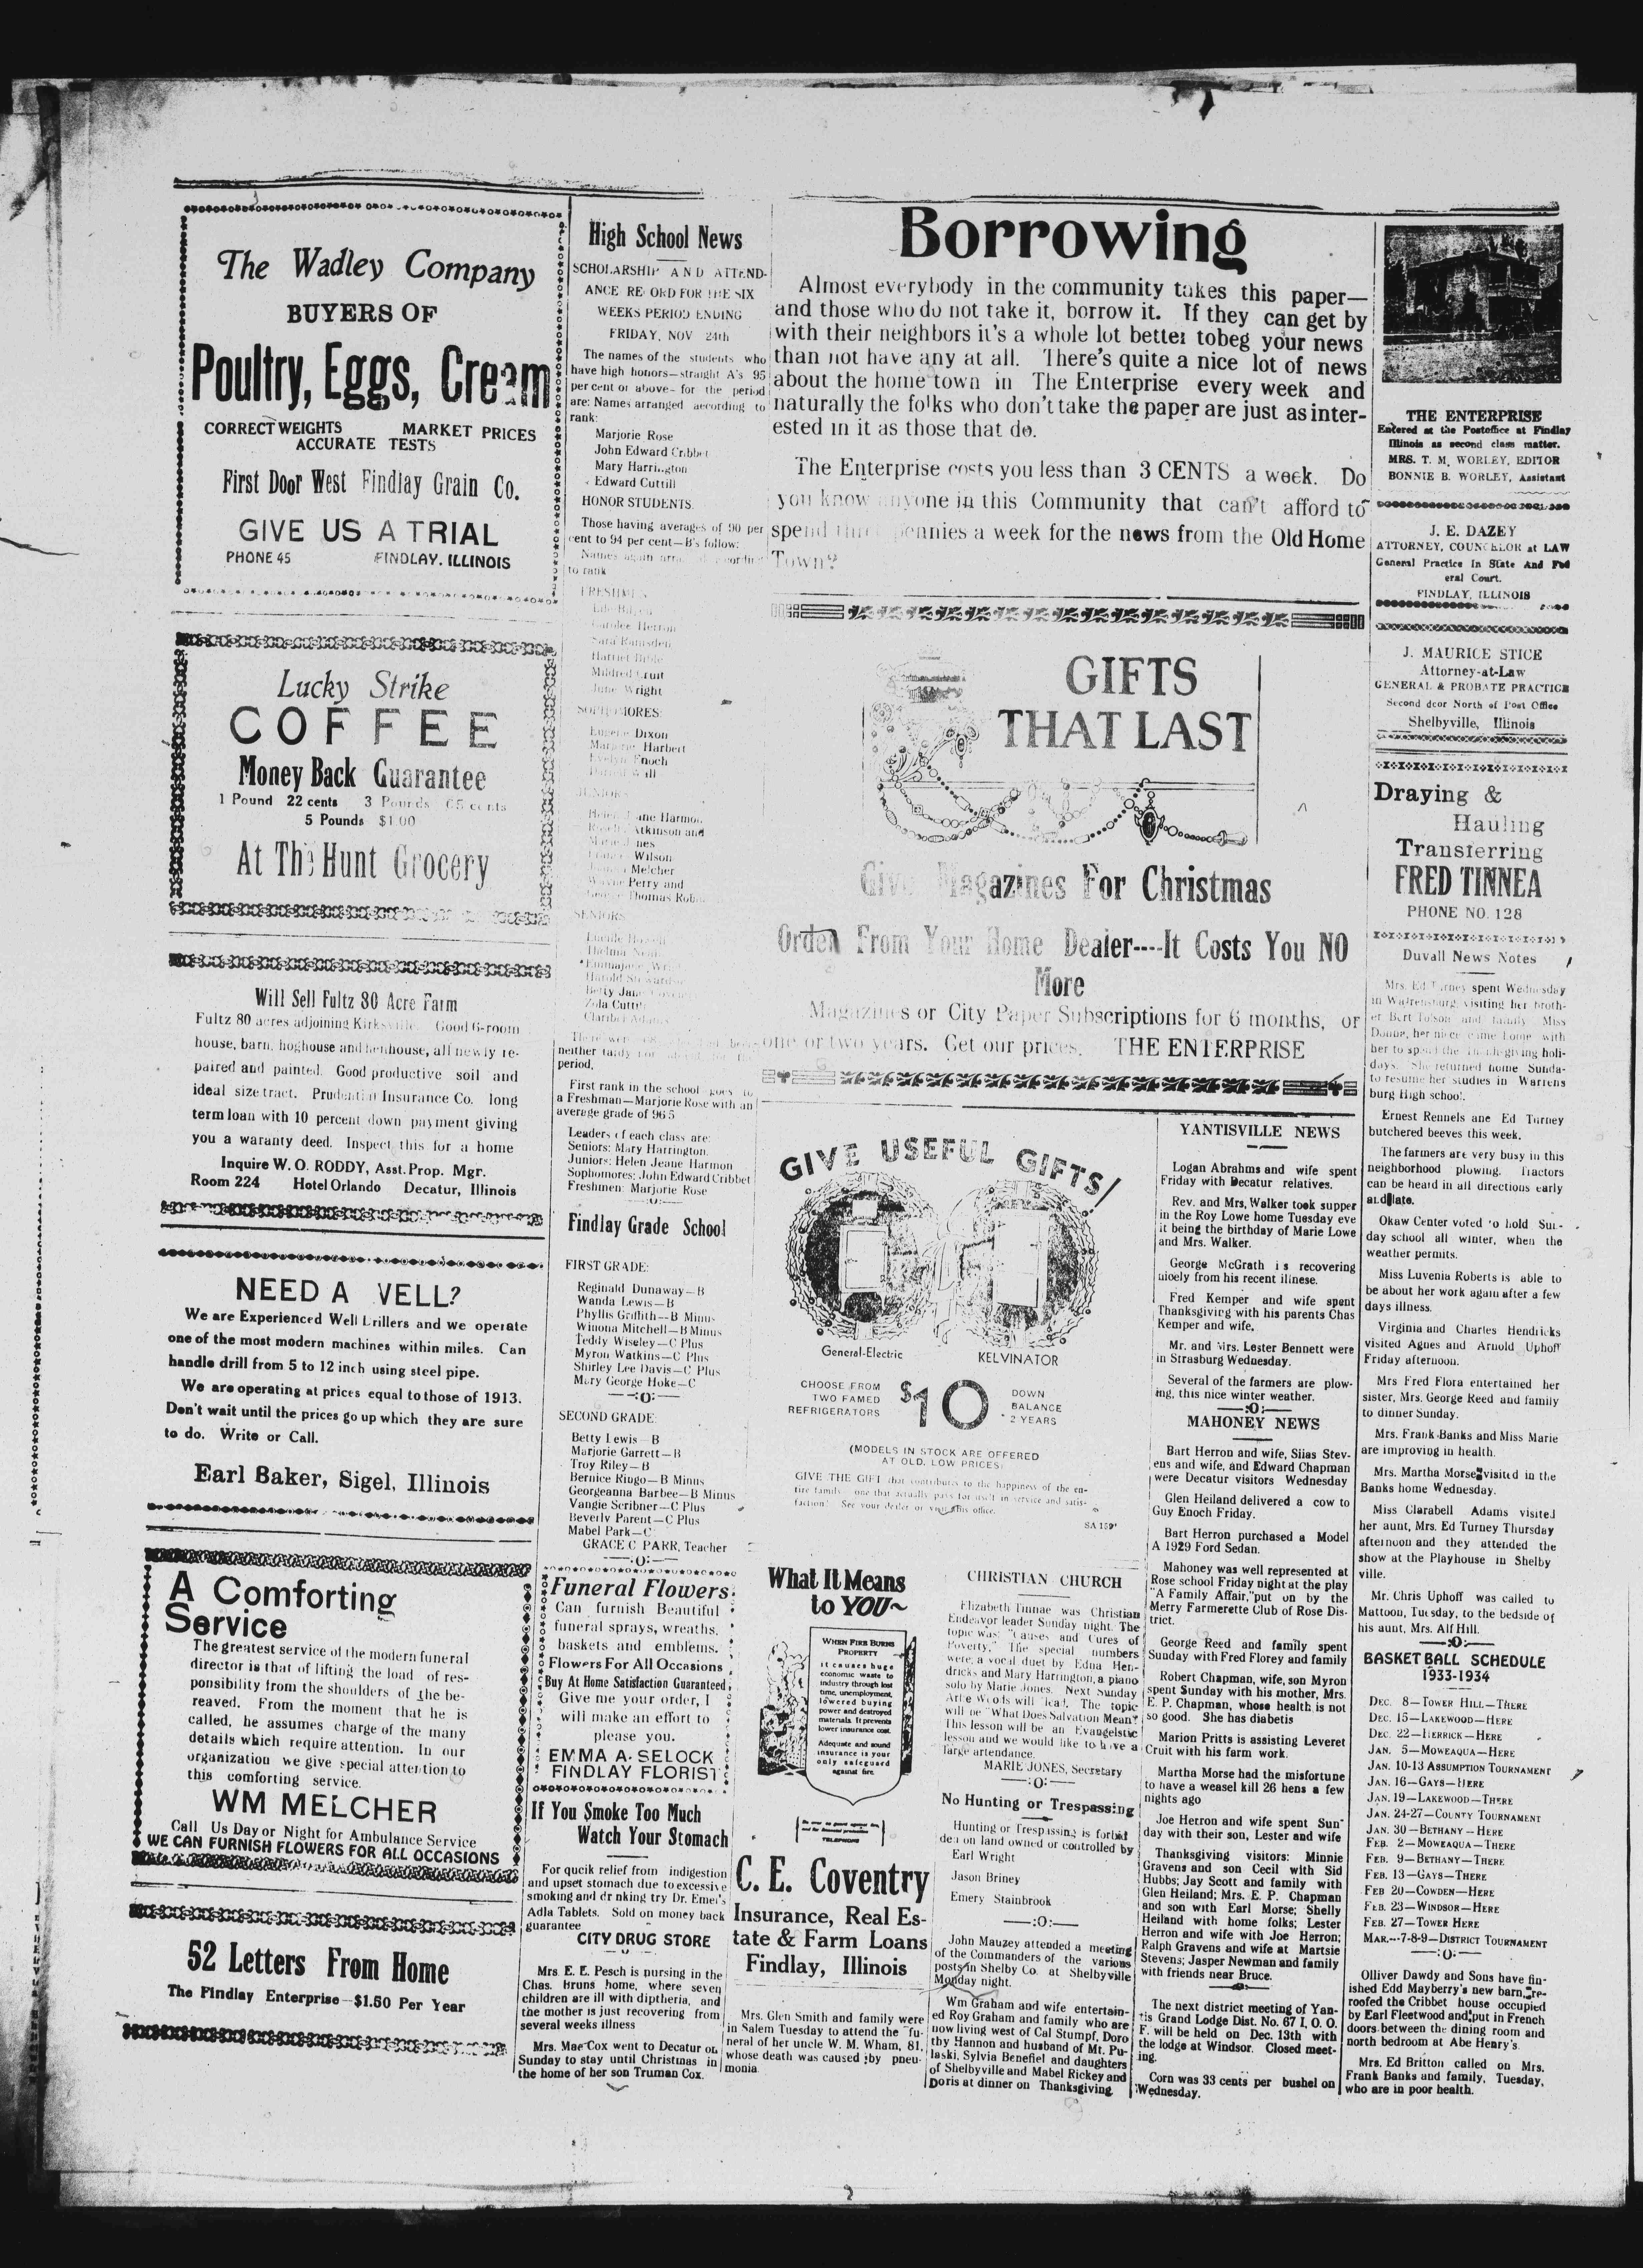 The Wadley Company
BUYERS OF
Poultry, Eggs, Cream
CORRECT WEIGHTS MARKET PRICES
ACCURATE TESTS
First Door West Findlay Grain Co.
GIVE US A TRIAL
PHONE 45 FINDLAY, ILLINOIS
Lucky Strike
COFFEE
Money Back Guarantee
1 Pound 22 cents 3 Pounds 65 cents
5 Pounds $1.00
At The Hunt Grocery
Will Sell Fultz 80 Acre Farm
Fultz 80 acres adjoining Kirksville. Good 6-room
house, barn, hoghouse and henhouse, all newly re-
paired and painted. Good productive soil and
ideal size tract. Prudential Insurance Co. long
term loan with 10 percent down payment giving
you a waranty deed. Inspect this for a home
Inquire W. O. RODDY, Asst. Prop. Mgr.
Room 224 Hotel Orlando Decatur, Illinois
NEED A VELL?
We are Experienced Well Drillers and we operate
one of the most modern machines within miles. Can
handle drill from 5 to 12 inch using steel pipe.
We are operating at prices equal to those of 1913.
Don't wait until the prices go up which they are sure
to do. Write or Call.
Earl Baker, Sigel, Illinois
A Comforting
Service
The greatest service of the modern funeral
director is that of lifting the load of res-
ponsibility from the shoulders of the be-
reaved. From the moment that he is
called, he assumes charge of the many
details which require attention. In our
organization we give special attention to
this comforting service.
WM MELCHER
Call Us Day or Night for Ambulance Service
WE CAN FURNISH FLOWERS FOR ALL OCCASIONS
52 Letters From Home
The Findlay Enterprise—$1.50 Per Year
High School News
SCHOLARSHIP AND ATTEND-
ANCE RECORD FOR THE SIX
WEEKS PERIOD ENDING
FRIDAY, NOV 24th
The names of the students who
have high honors—straight A's 95
per cent or above—for the period
are: Names arranged according to
rank:
Marjorie Rose
John Edward Cribbet
Mary Harrington
Edward Cuttill
HONOR STUDENTS
Those having averages of 90 per
cent to 94 per cent—B's follow:
Names again
to rank
FRESHMEN
Herron
Sara Ramsden
Harriet
Mildred Cruit
June Wright
SOPHOMORES:
Eugene Dixon
Harbert
Evelyn Enoch
Will
JUNIORS
Jane Harmon
Atkinson and
Wilson
Melcher
Perry and
Thomas
SENIORS
Lucile
Thelma
Harold
Betty Jane
Zola
Claribel Adams
There were
neither tardy nor
period.
First rank in the school goes to
a Freshman—Marjorie Rose with an
average grade of 96.5
Leaders of each class are:
Seniors: Mary Harrington.
Juniors: Helen Jeane Harmon
Sophomores: John Edward Cribbet
Freshmen: Marjorie Rose
—:O:—
Findlay Grade School
FIRST GRADE:
Reginald Dunaway—B
Wanda Lewis—B
Phyllis Griffith—B Minus
Winona Mitchell—B Minus
Teddy Wiseley—C Plus
Myron Watkins—C Plus
Shirley Lee Davis—C Plus
Mary George Hoke—C
—:O:—
SECOND GRADE:
Betty Lewis—B
Marjorie Garrett—B
Troy Riley—B
Bernice Ringo—B Minus
Georgeanna Barbee—B Minus
Vangie Scribner—C Plus
Beverly Parent—C Plus
Mabel Park—C
GRACE C PARR, Teacher
—:O:—
Funeral Flowers
Can furnish Beautiful
funeral sprays, wreaths,
baskets and emblems.
Flowers For All Occasions
Buy At Home Satisfaction Guaranteed
Give me your order, I
will make an effort to
please you.
EMMA A. SELOCK
FINDLAY FLORIST
If You Smoke Too Much
Watch Your Stomach
For qucik relief from indigestion
and upset stomach due to excessive
smoking and drinking try Dr. Emei's
Adla Tablets. Sold on money back
guarantee
CITY DRUG STORE
Mrs E. E. Pesch is nursing in the
Chas. Bruns home, where seven
children are ill with diptheria, and
the mother is just recovering from
several weeks illness
Mrs. Mae Cox went to Decatur on
Sunday to stay until Christmas in
the home of her son Truman Cox.
Borrowing
Almost everybody in the community takes this paper—
and those who do not take it, borrow it. If they can get by
with their neighbors it's a whole lot better tobeg your news
than not have any at all. There's quite a nice lot of news
about the home town in The Enterprise every week and
naturally the folks who don't take the paper are just as inter-
ested in it as those that do.
The Enterprise costs you less than 3 CENTS a week. Do
you know anyone in this Community that can't afford to
spend three pennies a week for the news from the Old Home
Town?
GIFTS
THAT LAST
Give Magazines For Christmas
Order From Your Home Dealer----It Costs You NO
More
Magazines or City Paper Subscriptions for 6 months, or
one or two years. Get our prices. THE ENTERPRISE
GIVE USEFUL GIFTS!
General-Electric KELVINATOR
CHOOSE FROM
TWO FAMED
REFRIGERATORS
$10
DOWN
BALANCE
2 YEARS
(MODELS IN STOCK ARE OFFERED
AT OLD, LOW PRICES)
GIVE THE GIFT that contributes to the happiness of the en-
tire family one that actually pays for itself in service and satis-
faction! See your dealer or visit this office.
SA 159
What It Means
to YOU~
WHEN FIRE BURNS
PROPERTY
it causes huge
economic waste to
industry through lost
time, unemployment,
lowered buying
power and destroyed
materials. It prevents
lower insurance cost.
Adequate and sound
insurance is your
only safeguard
against fire.
TELEPHONE
C. E. Coventry
Insurance, Real Es-
tate & Farm Loans
Findlay, Illinois
Mrs. Glen Smith and family were
in Salem Tuesday to attend the fu-
neral of her uncle W. M. Wham, 81,
whose death was caused by pneu-
monia
CHRISTIAN CHURCH
Elizabeth Tinnae was Christian
Endeavor leader Sunday night. The
topic was: "Causes and Cures of
Poverty." The special numbers
were, a vocal duet by Edna Hen-
dricks and Mary Harrington, a piano
solo by Marie Jones. Next Sunday
Artie Woods will lead. The topic
will be "What Does Salvation Mean?
This lesson will be an Evangelstic
lesson and we would like to have a
large artendance.
MARIE JONES, Secretary
—:O:—
No Hunting or Trespassing
Hunting or Trespassing is forbid
den on land owned or controlled by
Earl Wright
Jason Briney
Emery Stainbrook
—:O:—
John Mauzey attended a meeting
of the Commanders of the various
posts in Shelby Co. at Shelbyville
Monday night.
Wm Graham and wife entertain-
ed Roy Graham and family who are
now living west of Cal Stumpf, Doro
thy Hannon and husband of Mt. Pu-
laski, Sylvia Benefiel and daughters
of Shelbyville and Mabel Rickey and
Doris at dinner on Thanksgiving
YANTISVILLE NEWS
Logan Abrahms and wife spent
Friday with Decatur relatives.
Rev. and Mrs, Walker took supper
in the Roy Lowe home Tuesday eve
it being the birthday of Marie Lowe
and Mrs. Walker.
George McGrath is recovering
nicely from his recent illnese.
Fred Kemper and wife spent
Thanksgiving with his parents Chas
Kemper and wife.
Mr. and Mrs. Lester Bennett were
in Strasburg Wednesday.
Several of the farmers are plow-
ing, this nice winter weather.
—:O:—
MAHONEY NEWS
Bart Herron and wife, Silas Stev-
ens and wife, and Edward Chapman
were Decatur visitors Wednesday
Glen Heiland delivered a cow to
Guy Enoch Friday.
Bart Herron purchased a Model
A 1929 Ford Sedan.
Mahoney was well represented at
Rose school Friday night at the play
"A Family Affair," put on by the
Merry Farmerette Club of Rose Dis-
trict.
George Reed and family spent
Sunday with Fred Florey and family
Robert Chapman, wife, son Myron
spent Sunday with his mother, Mrs.
E. P. Chapman, whose health is not
so good. She has diabetis
Marion Pritts is assisting Leveret
Cruit with his farm work.
Martha Morse had the misfortune
to have a weasel kill 26 hens a few
nights ago
Joe Herron and wife spent Sun-
day with their son, Lester and wife
Thanksgiving visitors: Minnie
Gravens and son Cecil with Sid
Hubbs; Jay Scott and family with
Glen Heiland; Mrs. E. P. Chapman
and son with Earl Morse; Shelly
Heiland with home folks; Lester
Herron and wife with Joe Herron;
Ralph Gravens and wife at Martsie
Stevens; Jasper Newman and family
with friends near Bruce.
The next district meeting of Yan-
tis Grand Lodge Dist. No. 67 I. O. O.
F. will be held on Dec. 13th with
the lodge at Windsor. Closed meet-
ing.
Corn was 33 cents per bushel on
Wednesday.
THE ENTERPRISE
Entered at the Postoffice at Findlay
Illinois as second class matter.
MRS. T. M. WORLEY, EDITOR
BONNIE B. WORLEY, Assistant
J. E. DAZEY
ATTORNEY, COUNCELOR at LAW
General Practice In State And Fed
eral Court.
FINDLAY, ILLINOIS
J. MAURICE STICE
Attorney-at-Law
GENERAL & PROBATE PRACTICE
Second door North of Post Office
Shelbyville, Illinois
Draying &
Hauling
Transferring
FRED TINNEA
PHONE NO. 128
Duvall News Notes
Mrs. Ed Turney spent Wednesday
in Warrensburg visiting her broth-
er Bert Tolson and family. Miss
Donne, her niece came home with
her to spend the Thanksgiving holi-
days. She returned home Sunda-
to resume her studies in Warrens
burg High school.
Ernest Rennels ane Ed Turney
butchered beeves this week.
The farmers are very busy in this
neighborhood plowing. Tractors
can be heard in all directions early
and late.
Okaw Center voted to hold Sun-
day school all winter, when the
weather permits.
Miss Luvenia Roberts is able to
be about her work again after a few
days illness.
Virginia and Charles Hendricks
visited Agnes and Arnold Uphoff
Friday afternoon.
Mrs Fred Flora entertained her
sister, Mrs. George Reed and family
to dinner Sunday.
Mrs. Frank Banks and Miss Marie
are improving in health.
Mrs. Martha Morse visited in the
Banks home Wednesday.
Miss Clarabell Adams visited
her aunt, Mrs. Ed Turney Thursday
afternoon and they attended the
show at the Playhouse in Shelby
ville.
Mr. Chris Uphoff was called to
Mattoon, Tuesday, to the bedside of
his aunt, Mrs. Alf Hill.
—:O:—
BASKET BALL SCHEDULE
1933-1934
DEC. 8—TOWER HILL—THERE
DEC. 15—LAKEWOOD—HERE
DEC. 22—HERRICK—HERE
JAN. 5—MOWEAQUA—HERE
JAN. 10-13 ASSUMPTION TOURNAMENT
JAN. 16—GAYS—HERE
JAN. 19—LAKEWOOD—THERE
JAN. 24-27—COUNTY TOURNAMENT
JAN. 30—BETHANY—HERE
FEB. 2—MOWEAQUA—THERE
FEB. 9—BETHANY—THERE
FEB. 13—GAYS—THERE
FEB 20—COWDEN—HERE
FEB. 23—WINDSOR—HERE
FEB. 27—TOWER HERE
MAR.--7-8-9—DISTRICT TOURNAMENT
—:O:—
Olliver Dawdy and Sons have fin-
ished Edd Mayberry's new barn, re-
roofed the Cribbet house occupied
by Earl Fleetwood and put in French
doors between the dining room and
north bedroom at Abe Henry's.
Mrs. Ed Britton called on Mrs.
Frank Banks and family, Tuesday,
who are in poor health.